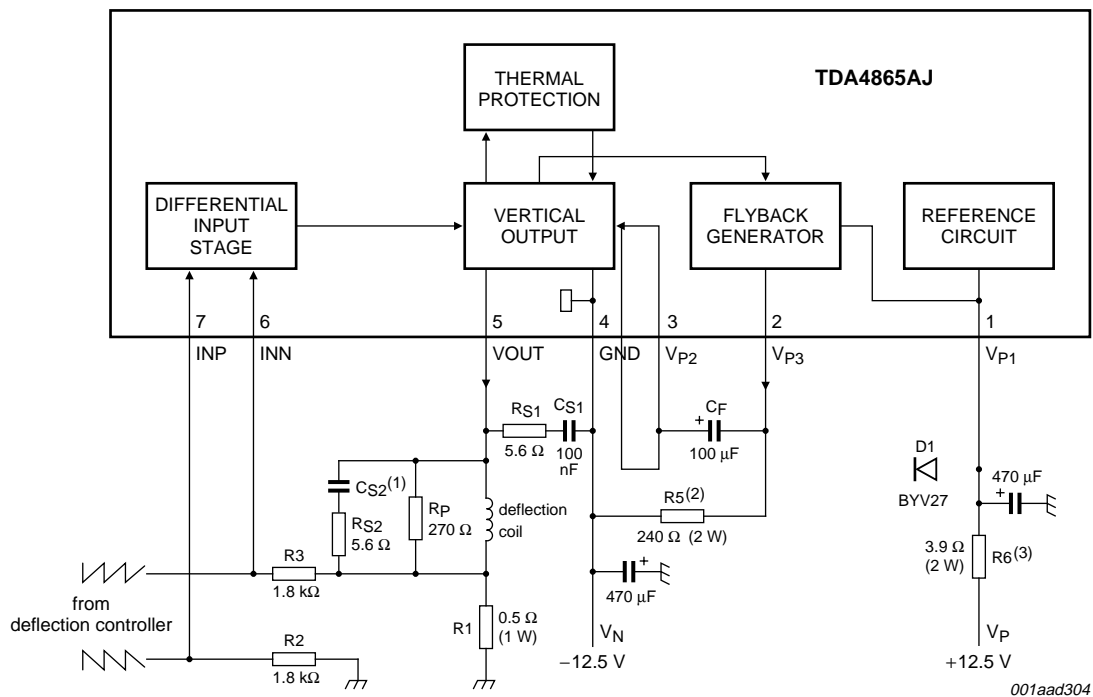 TDA4865AJ
THERMAL
PROTECTION
DIFFERENTIAL
INPUT
STAGE
VERTICAL
OUTPUT
FLYBACK
GENERATOR
REFERENCE
CIRCUIT
7 6 5 4 3 2 1
INP INN VOUT GND VP2 VP3 VP1
RS1
5.6 Ω
CS1
100
nF
+ CF
100 μF
D1
BYV27
470 μF
+
CS2(1)
RS2
5.6 Ω
RP
270 Ω
deflection
coil
R5(2)
240 Ω (2 W)
3.9 Ω
(2 W)
R6(3)
R3
1.8 kΩ
+
470 μF
from
deflection controller
R1
0.5 Ω
(1 W)
R2
1.8 kΩ
VN
−12.5 V
VP
+12.5 V
001aad304